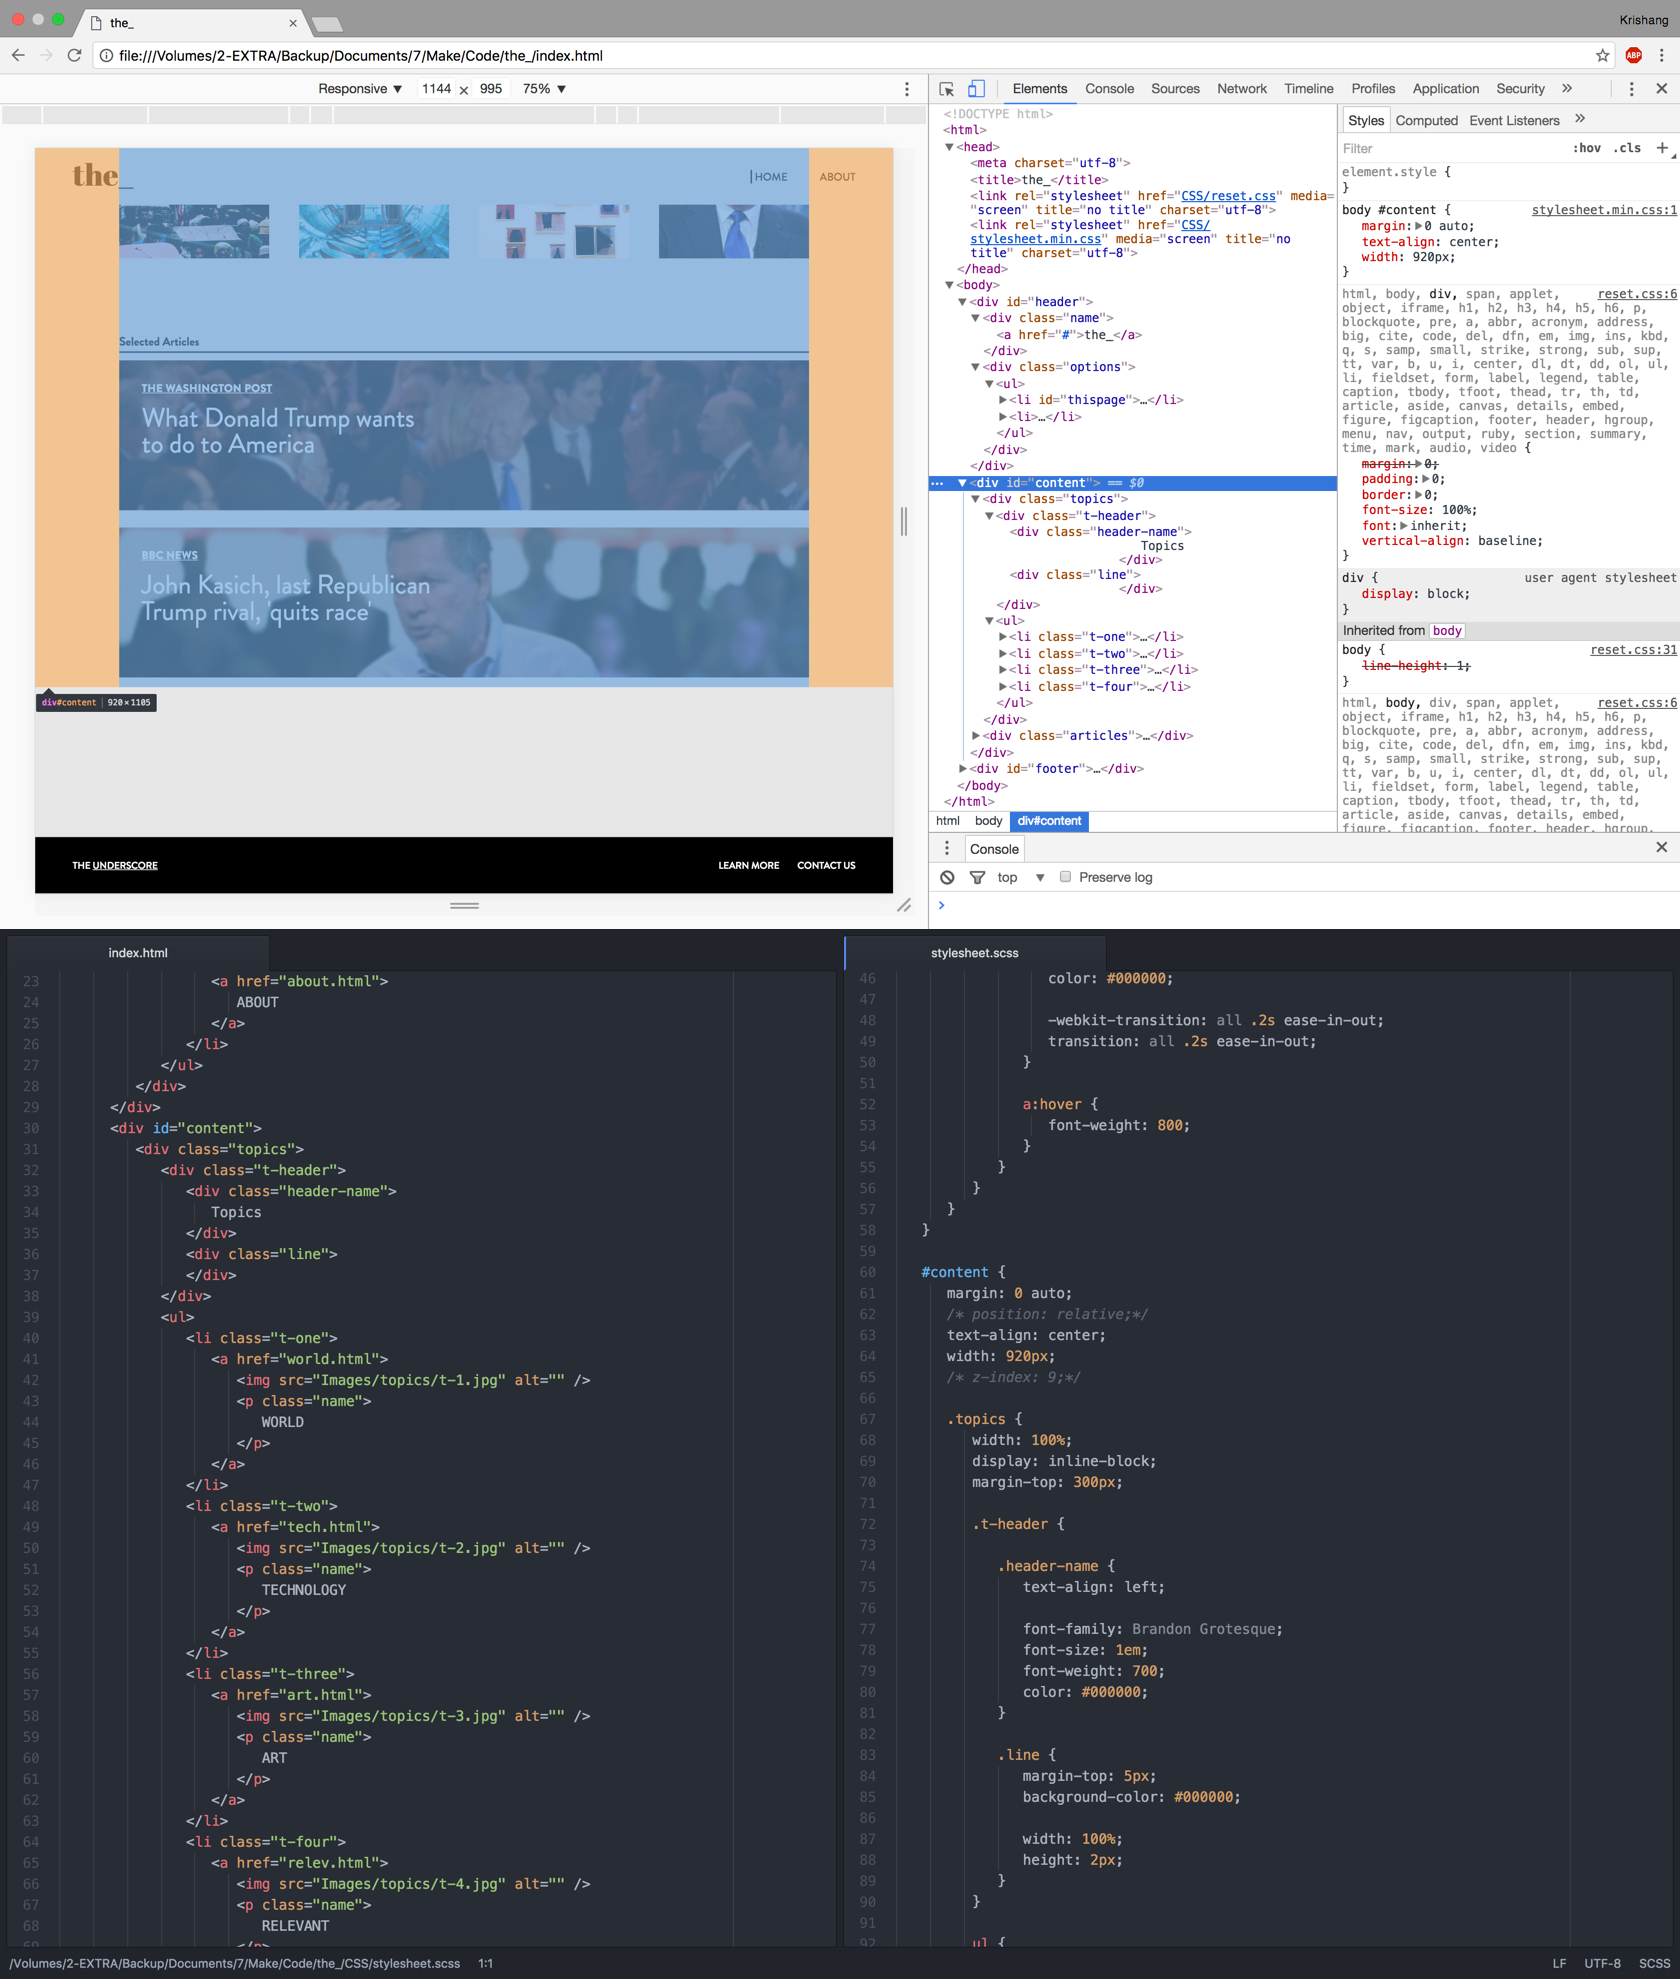 the_
Krishang
file:///Volumes/2-EXTRA/Backup/Documents/7/Make/Code/the_/index.html
ABP
Responsive ▼ 1144 × 995 75% ▼
the_
HOME ABOUT
Selected Articles
THE WASHINGTON POST
What Donald Trump wants
to do to America
BBC NEWS
John Kasich, last Republican
Trump rival, 'quits race'
div#content | 920×1105
THE UNDERSCORE
LEARN MORE CONTACT US
Elements Console Sources Network Timeline Profiles Application Security »
<!DOCTYPE html>
<html>
▼<head>
<meta charset="utf-8">
<title>the_</title>
<link rel="stylesheet" href="CSS/reset.css" media=
"screen" title="no title" charset="utf-8">
<link rel="stylesheet" href="CSS/
stylesheet.min.css" media="screen" title="no
title" charset="utf-8">
</head>
▼<body>
▼<div id="header">
▼<div class="name">
<a href="#">the_</a>
</div>
▼<div class="options">
▼<ul>
▶<li id="thispage">…</li>
▶<li>…</li>
</ul>
</div>
</div>
… ▼<div id="content"> == $0
▼<div class="topics">
▼<div class="t-header">
<div class="header-name">
Topics
</div>
<div class="line">
</div>
</div>
▼<ul>
▶<li class="t-one">…</li>
▶<li class="t-two">…</li>
▶<li class="t-three">…</li>
▶<li class="t-four">…</li>
</ul>
</div>
▶<div class="articles">…</div>
</div>
▶<div id="footer">…</div>
</body>
</html>
html body div#content
Styles Computed Event Listeners »
Filter :hov .cls +
element.style {
}
body #content { stylesheet.min.css:1
margin:▶0 auto;
text-align: center;
width: 920px;
}
html, body, div, span, applet, reset.css:6
object, iframe, h1, h2, h3, h4, h5, h6, p,
blockquote, pre, a, abbr, acronym, address,
big, cite, code, del, dfn, em, img, ins, kbd,
q, s, samp, small, strike, strong, sub, sup,
tt, var, b, u, i, center, dl, dt, dd, ol, ul,
li, fieldset, form, label, legend, table,
caption, tbody, tfoot, thead, tr, th, td,
article, aside, canvas, details, embed,
figure, figcaption, footer, header, hgroup,
menu, nav, output, ruby, section, summary,
time, mark, audio, video {
margin:▶0;
padding:▶0;
border:▶0;
font-size: 100%;
font:▶inherit;
vertical-align: baseline;
}
div { user agent stylesheet
display: block;
}
Inherited from body
body { reset.css:31
line-height: 1;
}
html, body, div, span, applet, reset.css:6
object, iframe, h1, h2, h3, h4, h5, h6, p,
blockquote, pre, a, abbr, acronym, address,
big, cite, code, del, dfn, em, img, ins, kbd,
q, s, samp, small, strike, strong, sub, sup,
tt, var, b, u, i, center, dl, dt, dd, ol, ul,
li, fieldset, form, label, legend, table,
caption, tbody, tfoot, thead, tr, th, td,
article, aside, canvas, details, embed,
figure, figcaption, footer, header, hgroup,
Console
top ▼ Preserve log
>
index.html
23 <a href="about.html">
24 ABOUT
25 </a>
26 </li>
27 </ul>
28 </div>
29 </div>
30 <div id="content">
31 <div class="topics">
32 <div class="t-header">
33 <div class="header-name">
34 Topics
35 </div>
36 <div class="line">
37 </div>
38 </div>
39 <ul>
40 <li class="t-one">
41 <a href="world.html">
42 <img src="Images/topics/t-1.jpg" alt="" />
43 <p class="name">
44 WORLD
45 </p>
46 </a>
47 </li>
48 <li class="t-two">
49 <a href="tech.html">
50 <img src="Images/topics/t-2.jpg" alt="" />
51 <p class="name">
52 TECHNOLOGY
53 </p>
54 </a>
55 </li>
56 <li class="t-three">
57 <a href="art.html">
58 <img src="Images/topics/t-3.jpg" alt="" />
59 <p class="name">
60 ART
61 </p>
62 </a>
63 </li>
64 <li class="t-four">
65 <a href="relev.html">
66 <img src="Images/topics/t-4.jpg" alt="" />
67 <p class="name">
68 RELEVANT
69 </p>
stylesheet.scss
46 color: #000000;
47
48 -webkit-transition: all .2s ease-in-out;
49 transition: all .2s ease-in-out;
50 }
51
52 a:hover {
53 font-weight: 800;
54 }
55 }
56 }
57 }
58 }
59
60 #content {
61 margin: 0 auto;
62 /* position: relative;*/
63 text-align: center;
64 width: 920px;
65 /* z-index: 9;*/
66
67 .topics {
68 width: 100%;
69 display: inline-block;
70 margin-top: 300px;
71
72 .t-header {
73
74 .header-name {
75 text-align: left;
76
77 font-family: Brandon Grotesque;
78 font-size: 1em;
79 font-weight: 700;
80 color: #000000;
81 }
82
83 .line {
84 margin-top: 5px;
85 background-color: #000000;
86
87 width: 100%;
88 height: 2px;
89 }
90 }
91
92 ul {
/Volumes/2-EXTRA/Backup/Documents/7/Make/Code/the_/CSS/stylesheet.scss 1:1
LF UTF-8 SCSS